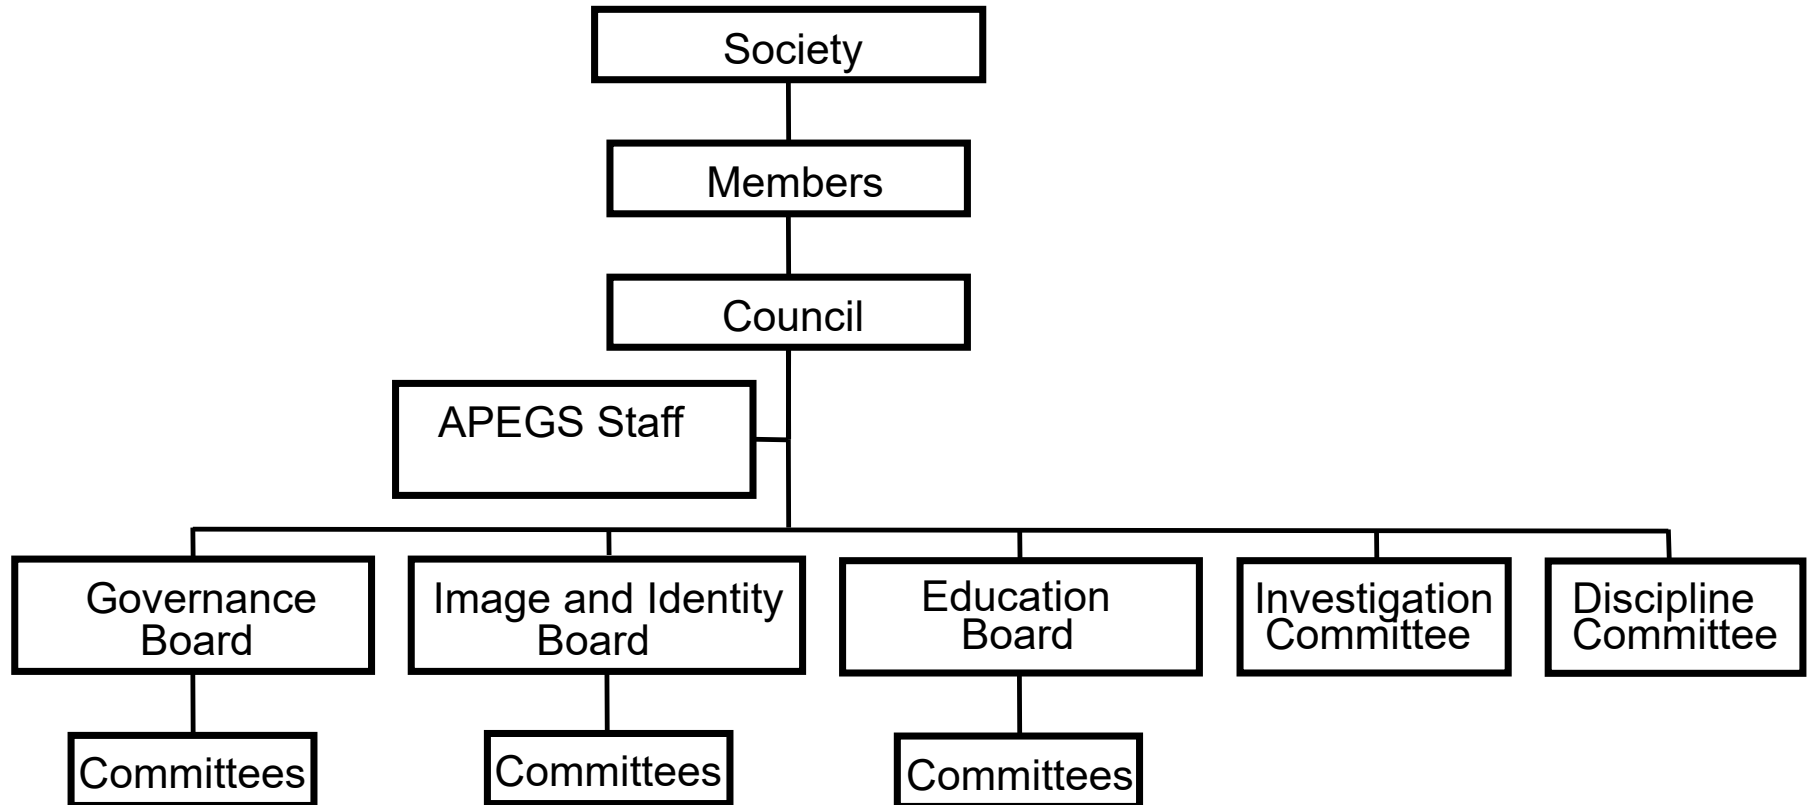 Society
Members
Council
APEGS Staff
Governance
Board
Image and Identity
Board
Education
Board
Investigation
Committee
Discipline
Committee
Committees
Committees
Committees